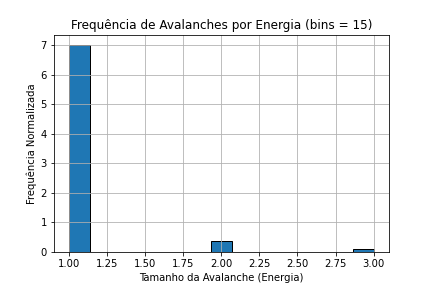 Frequência de Avalanches por Energia (bins = 15)
Frequência Normalizada
7
6
5
4
3
2
1
0
1.00 1.25 1.50 1.75 2.00 2.25 2.50 2.75 3.00
Tamanho da Avalanche (Energia)